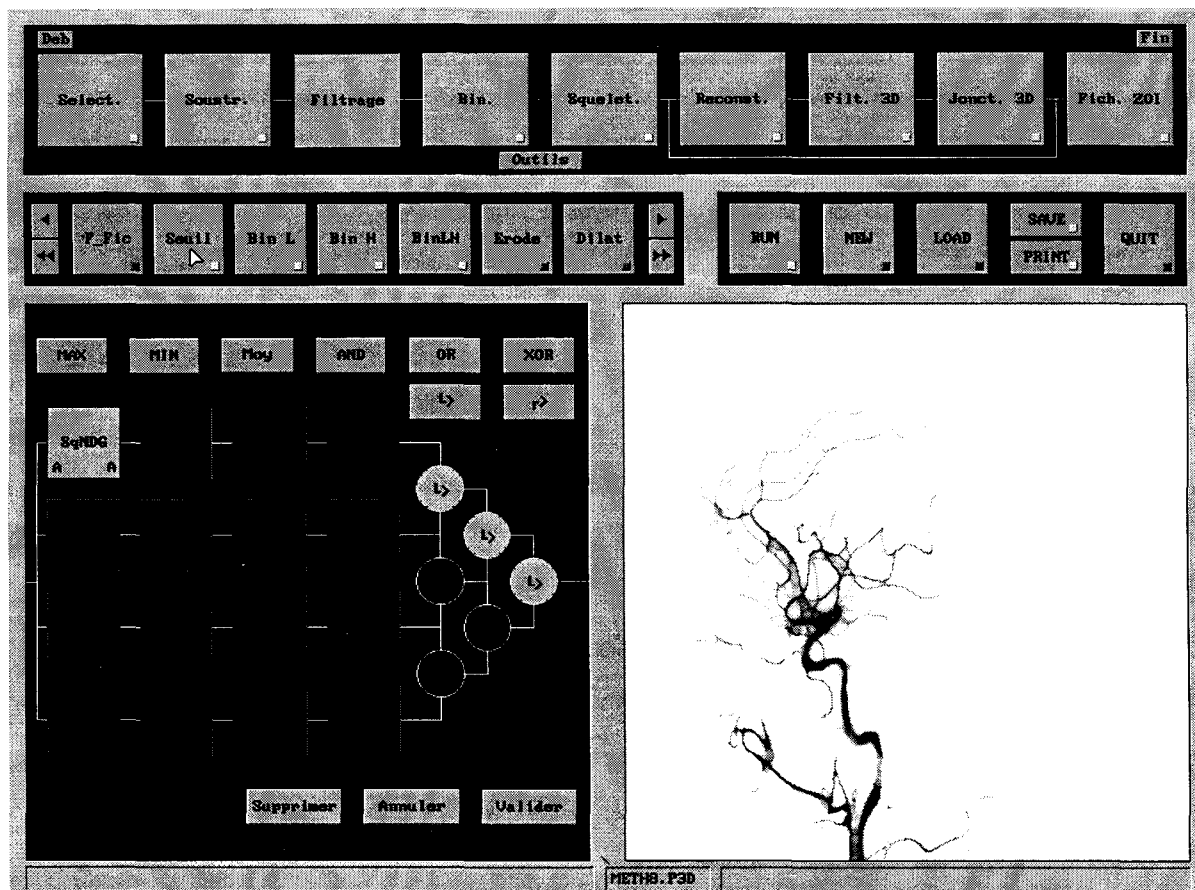 Deb Fin
Select. Soustr. Filtrage Bin. Squelet. Reconst. Filt. 3D Jonct. 3D Fich. ZOI
Outils
F_Fic Seuil Bin L Bin H BinLH Erode Dilat
RUN NEW LOAD SAVE PRINT QUIT
MAX MIN Moy AND OR XOR
L> r>
SqNDG
A A
L>
L>
L>
Supprimer Annuler Valider
METH8.P3D